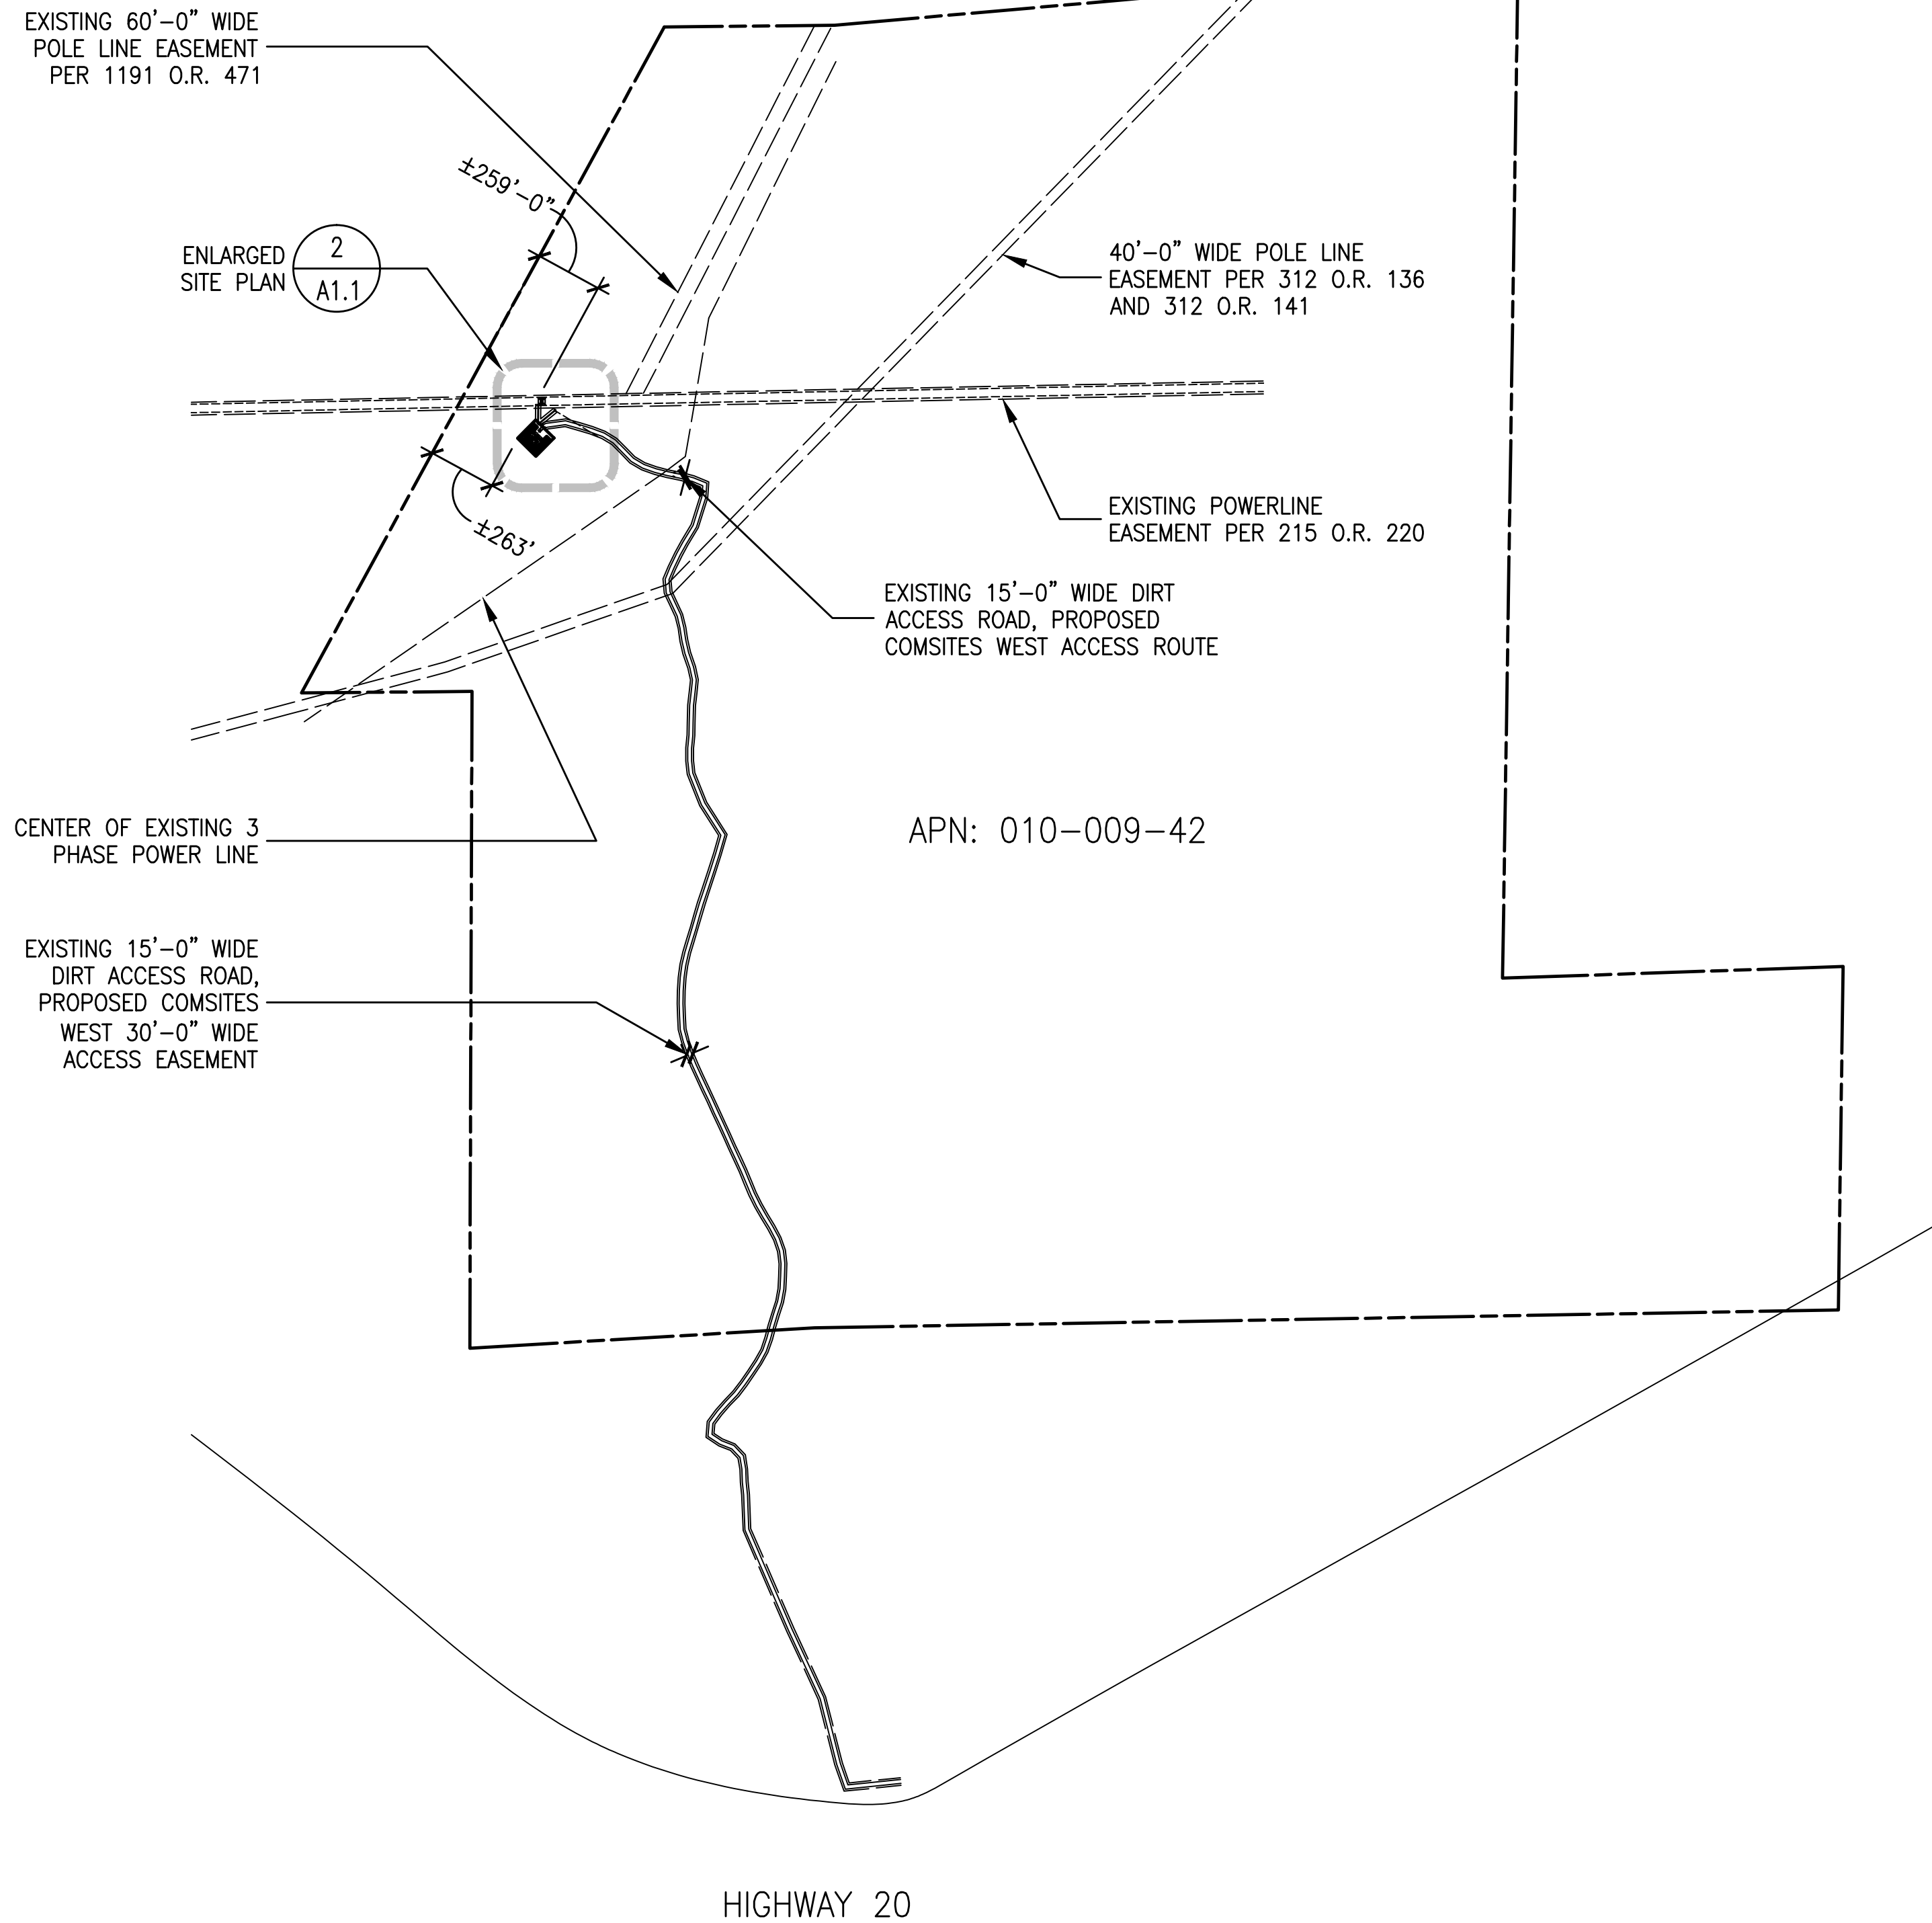 EXISTING 60'-0" WIDE
POLE LINE EASEMENT
PER 1191 O.R. 471
±259'-0"
ENLARGED
SITE PLAN
2
A1.1
40'-0" WIDE POLE LINE
EASEMENT PER 312 O.R. 136
AND 312 O.R. 141
EXISTING POWERLINE
EASEMENT PER 215 O.R. 220
±263'
EXISTING 15'-0" WIDE DIRT
ACCESS ROAD, PROPOSED
COMSITES WEST ACCESS ROUTE
CENTER OF EXISTING 3
PHASE POWER LINE
APN: 010-009-42
EXISTING 15'-0" WIDE
DIRT ACCESS ROAD,
PROPOSED COMSITES
WEST 30'-0" WIDE
ACCESS EASEMENT
HIGHWAY 20